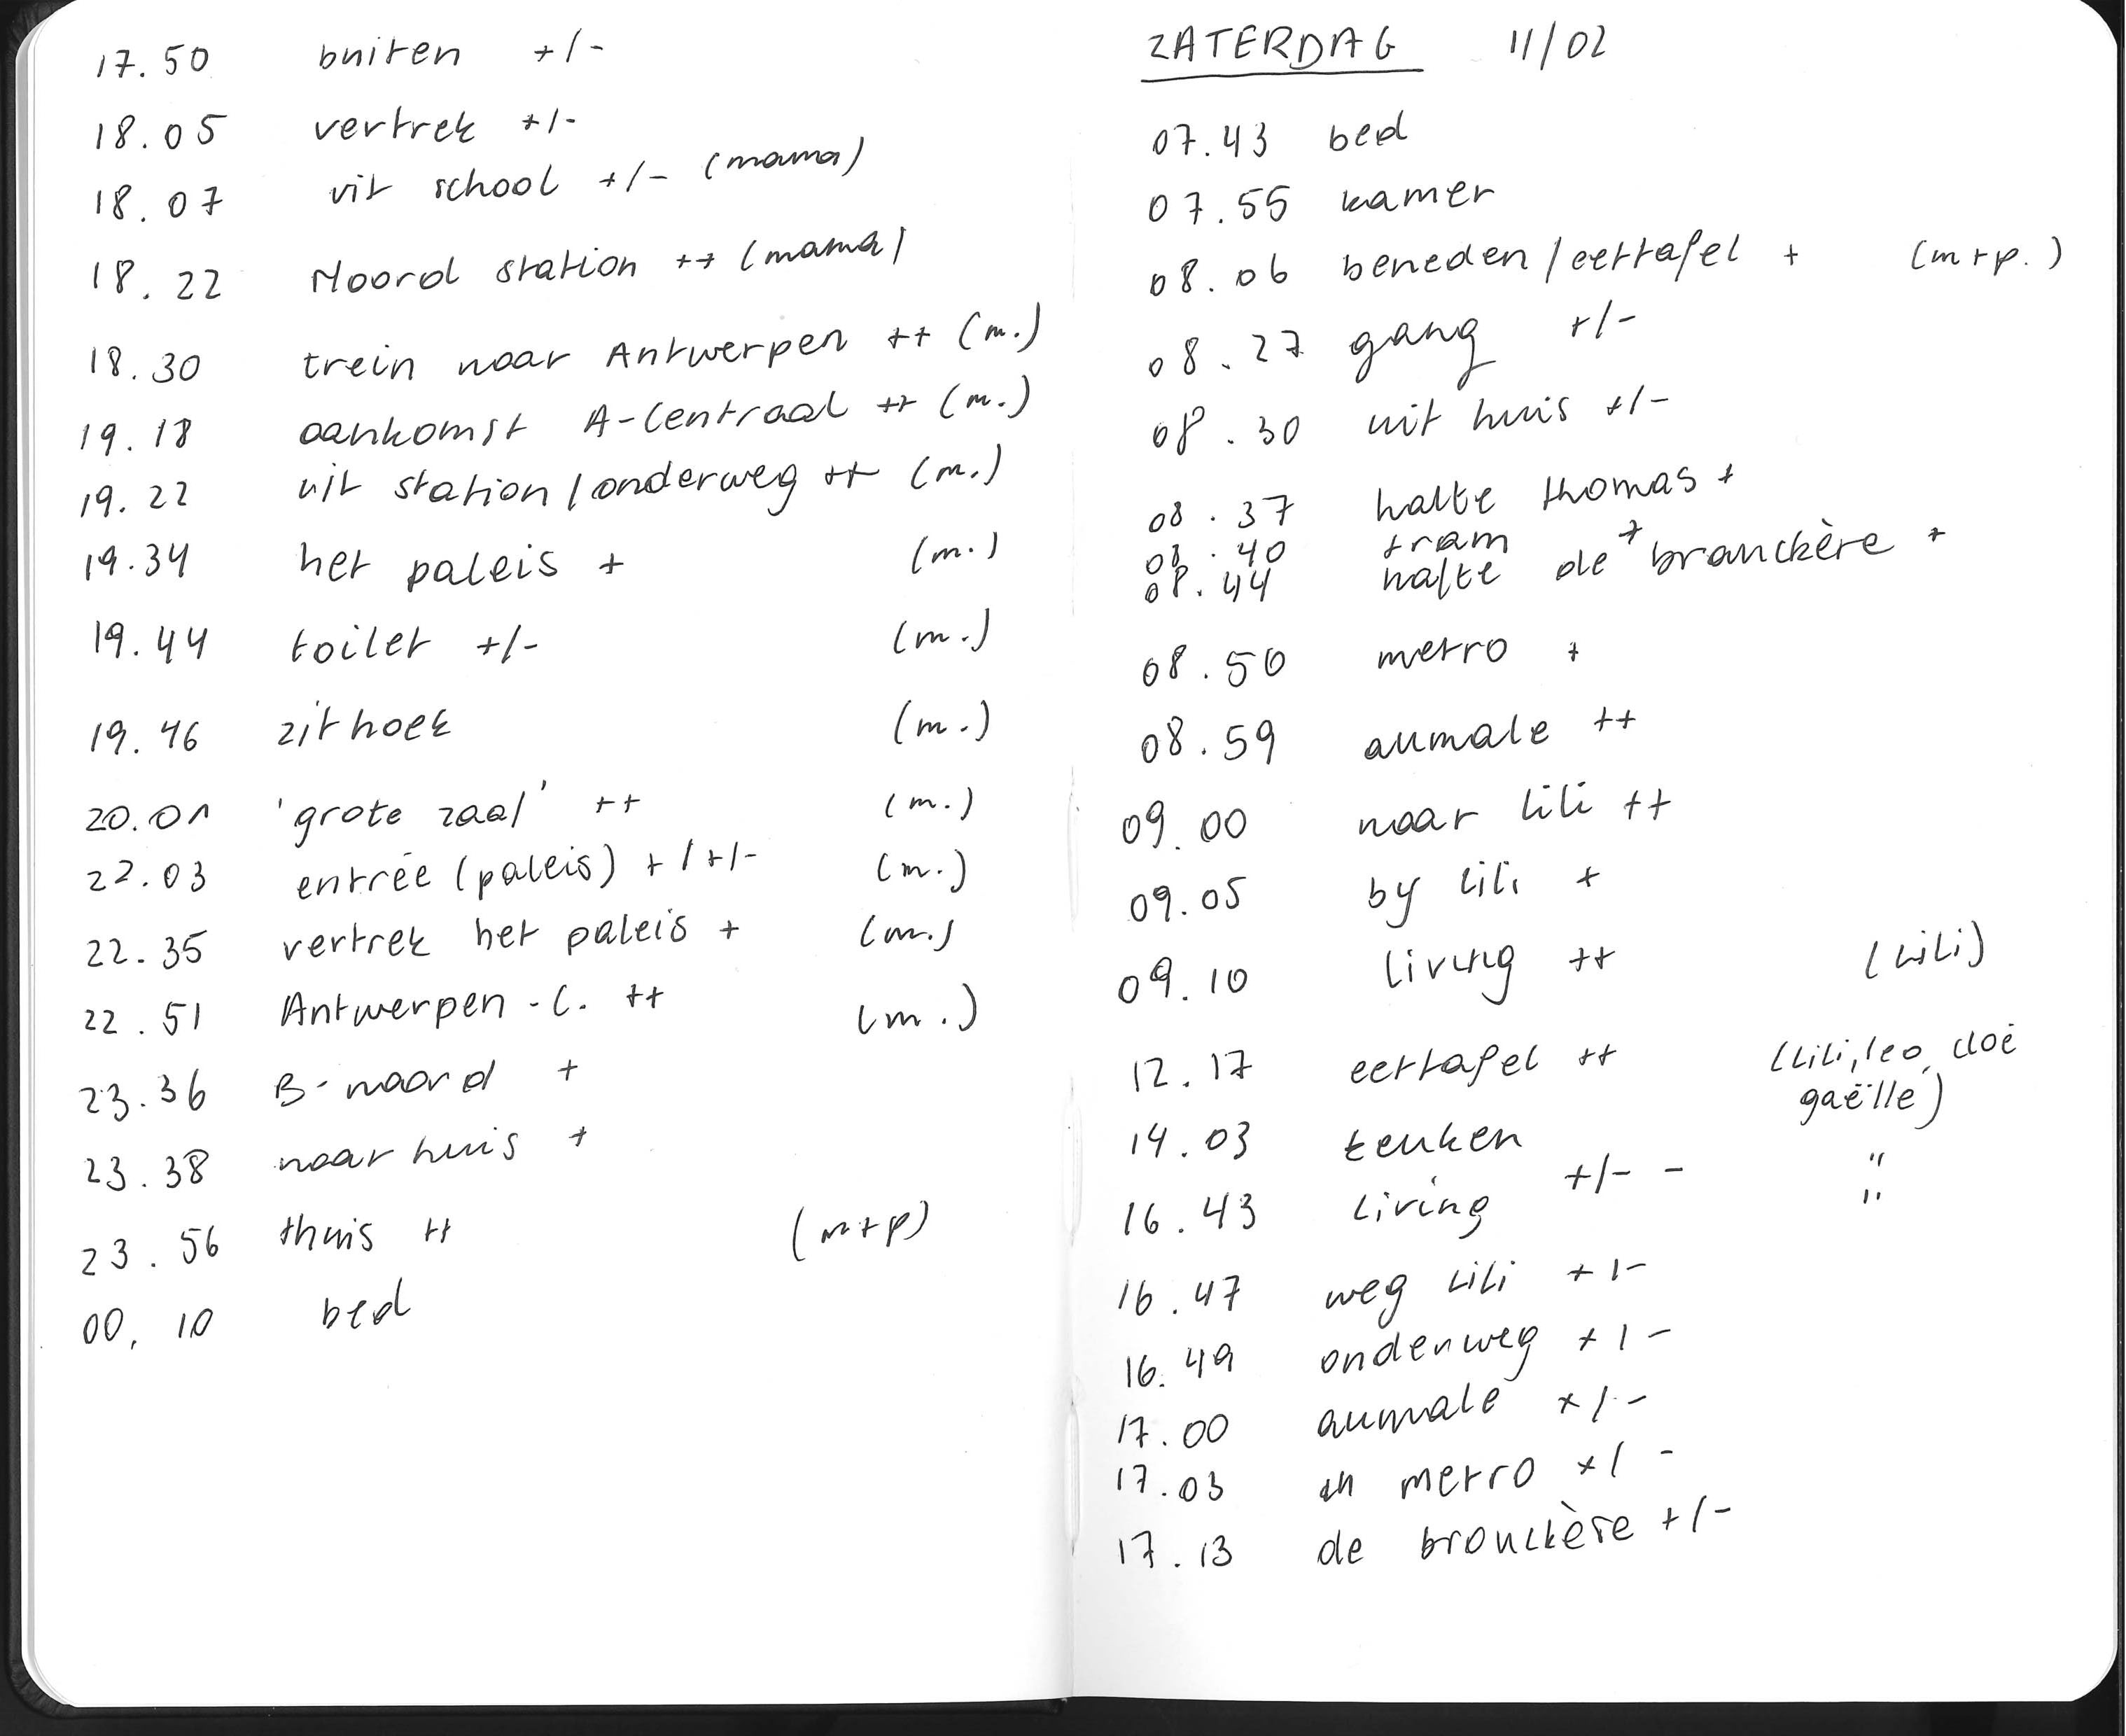 17.50 buiten +/-
18.05 vertrek +/-
18.07 uit school +/- (mama)
18.22 Noord station ++ (mama)
18.30 trein naar Antwerpen ++ (m.)
19.18 aankomst A-Centraal ++ (m.)
19.22 uit station/onderweg ++ (m.)
19.34 het paleis + (m.)
19.44 toilet +/- (m.)
19.46 zithoek (m.)
20.01 'grote zaal' ++ (m.)
22.03 entrée (paleis) + / +/- (m.)
22.35 vertrek het paleis + (m.)
22.51 Antwerpen-C. ++ (m.)
23.36 B-noord +
23.38 naar huis +
23.56 thuis ++ (m+p)
00.10 bed
ZATERDAG 11/02
07.43 bed
07.55 kamer
08.06 beneden/eettafel + (m+p.)
08.27 gang +/-
08.30 uit huis +/-
08.37 halte thomas +
08.40 tram +
08.44 halte de brouckère +
08.50 metro +
08.59 aumale ++
09.00 naar lili ++
09.05 by lili +
09.10 living ++ (lili)
12.17 eettafel ++ (lili, leo, cloé
gaëlle)
14.03 keuken +/- - "
16.43 living "
16.47 weg lili +/-
16.49 onderweg +/-
17.00 aumale +/-
17.03 in metro +/-
17.13 de brouckère +/-